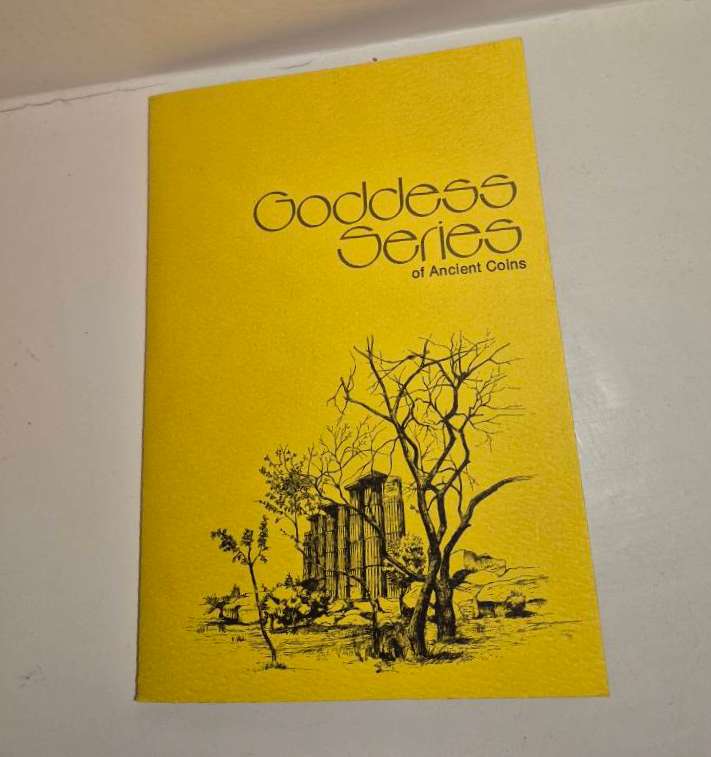 Goddess
Series
of Ancient Coins